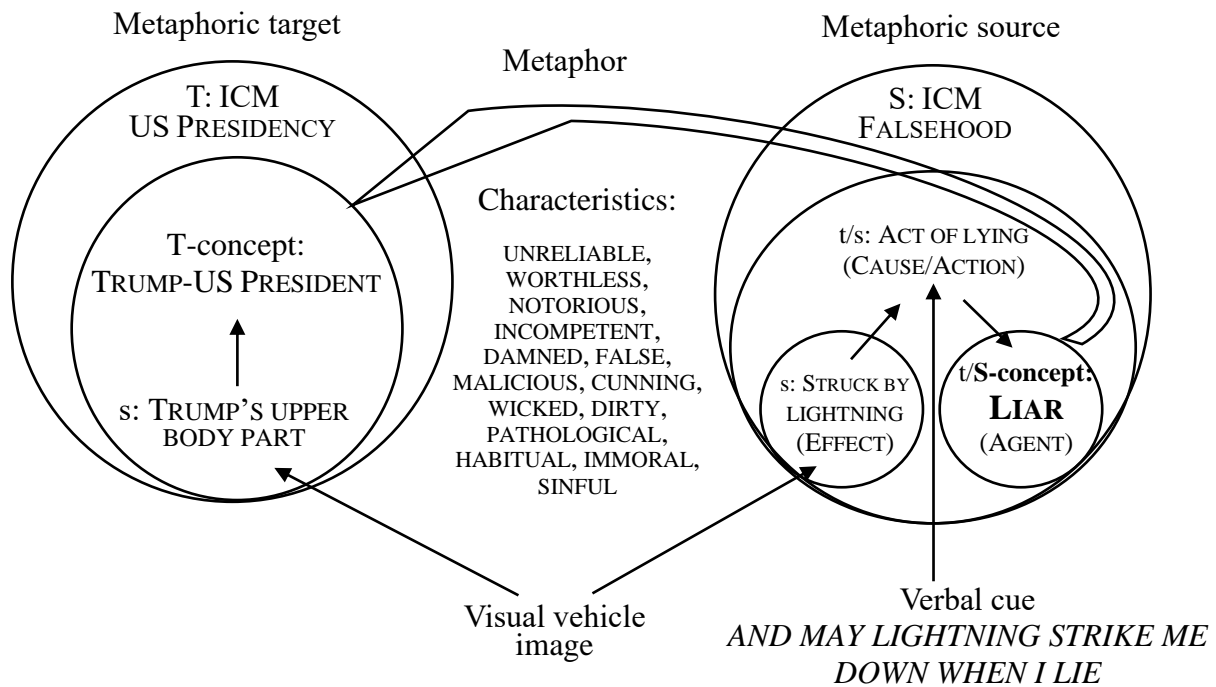 Metaphoric target
T: ICM
US PRESIDENCY
T-concept:
TRUMP-US PRESIDENT
s: TRUMP’S UPPER
BODY PART
Metaphor
Characteristics:
UNRELIABLE,
WORTHLESS,
NOTORIOUS,
INCOMPETENT,
DAMNED, FALSE,
MALICIOUS, CUNNING,
WICKED, DIRTY,
PATHOLOGICAL,
HABITUAL, IMMORAL,
SINFUL
Metaphoric source
S: ICM
FALSEHOOD
t/s: ACT OF LYING
(CAUSE/ACTION)
s: STRUCK BY
LIGHTNING
(EFFECT)
t/S-concept:
LIAR
(AGENT)
Visual vehicle
image
Verbal cue
AND MAY LIGHTNING STRIKE ME
DOWN WHEN I LIE